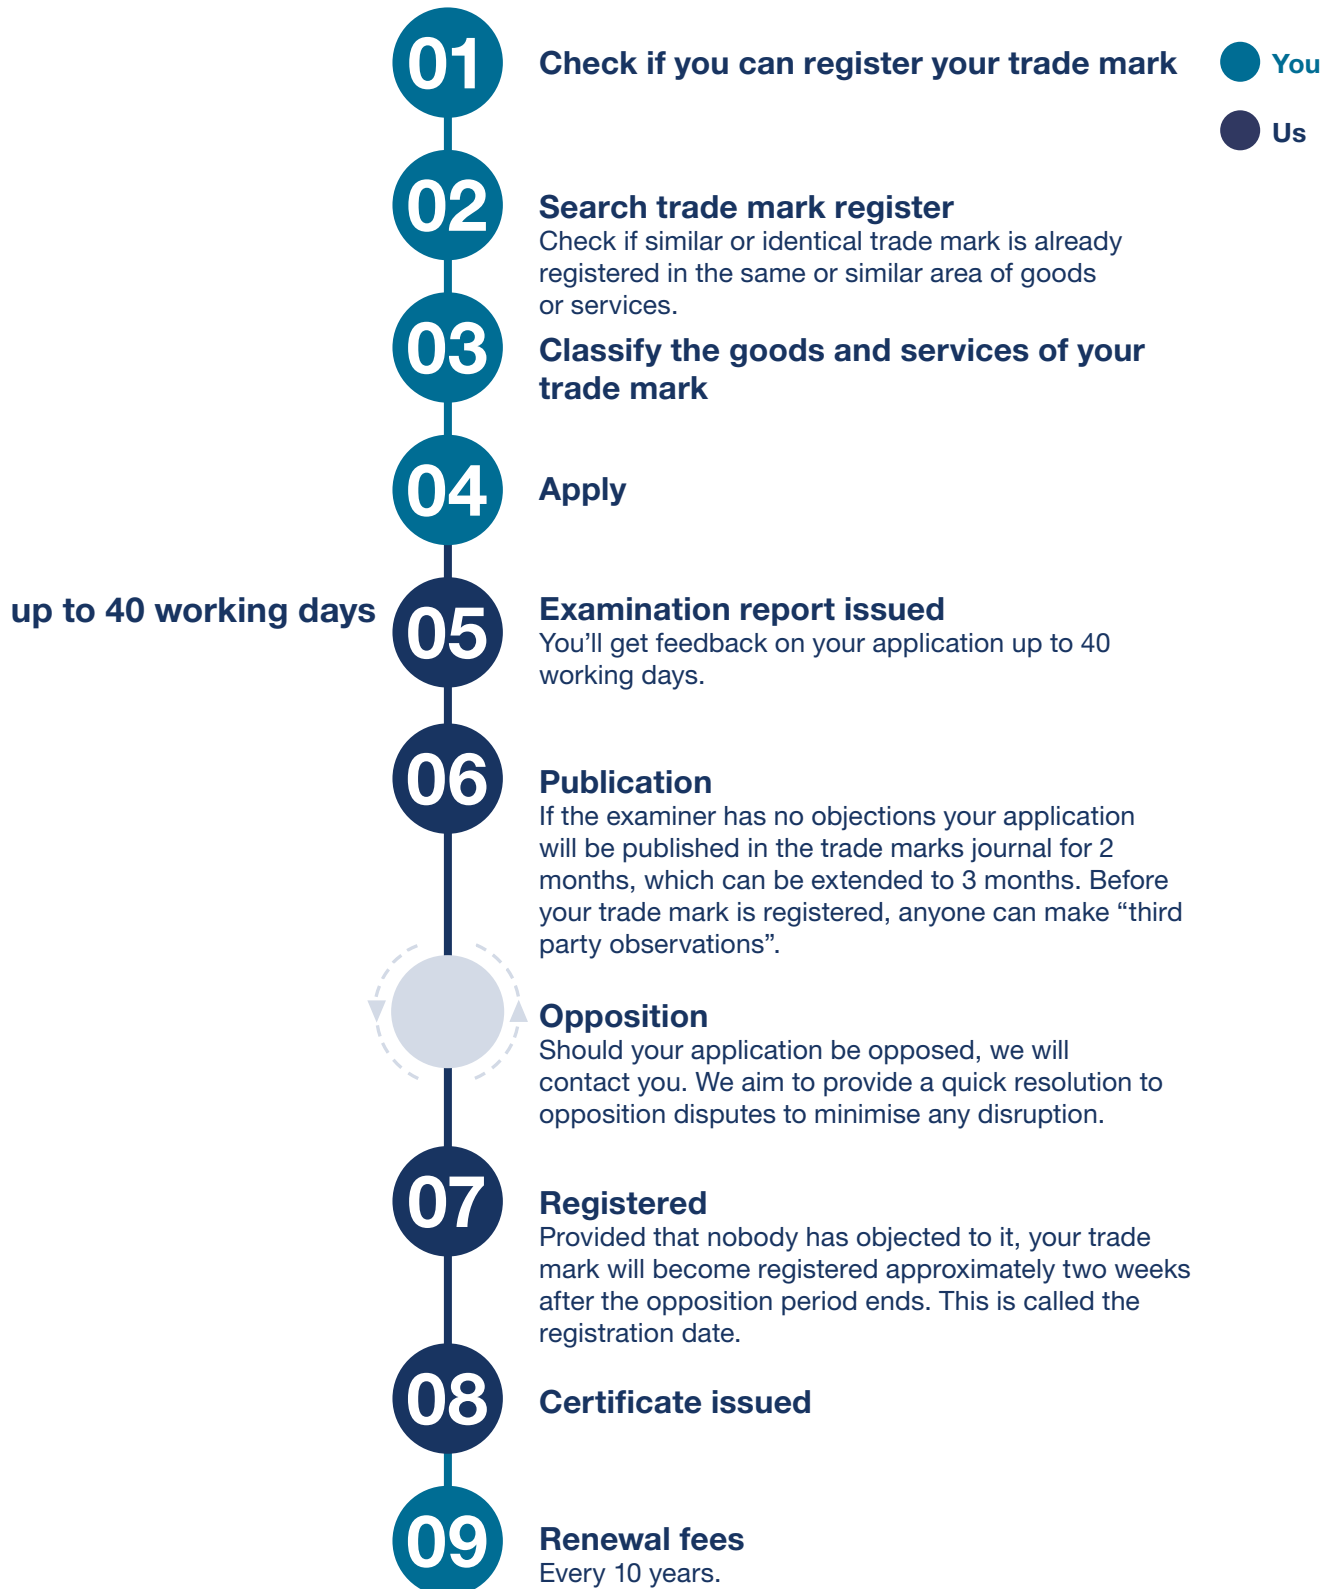 01
Check if you can register your trade mark
You
Us
02
Search trade mark register
Check if similar or identical trade mark is already
registered in the same or similar area of goods
or services.
03
Classify the goods and services of your
trade mark
04
Apply
up to 40 working days
05
Examination report issued
You’ll get feedback on your application up to 40
working days.
06
Publication
If the examiner has no objections your application
will be published in the trade marks journal for 2
months, which can be extended to 3 months. Before
your trade mark is registered, anyone can make “third
party observations”.
Opposition
Should your application be opposed, we will
contact you. We aim to provide a quick resolution to
opposition disputes to minimise any disruption.
07
Registered
Provided that nobody has objected to it, your trade
mark will become registered approximately two weeks
after the opposition period ends. This is called the
registration date.
08
Certificate issued
09
Renewal fees
Every 10 years.